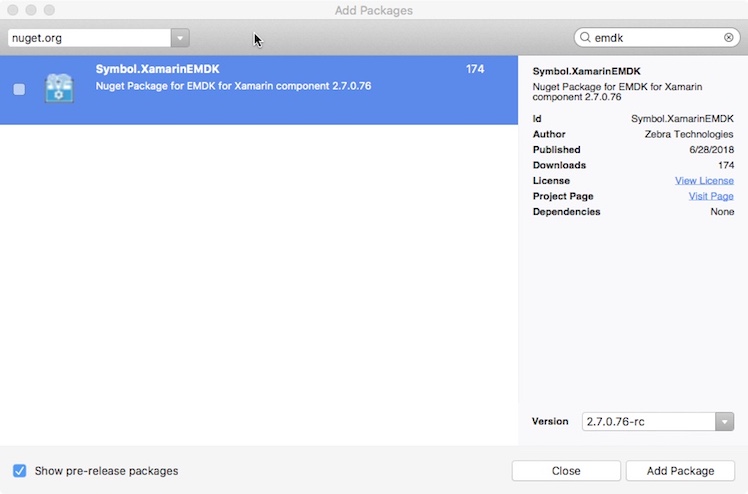 Add Packages
nuget.org
emdk
Symbol.XamarinEMDK 174
Nuget Package for EMDK for Xamarin component 2.7.0.76
Symbol.XamarinEMDK
Nuget Package for EMDK for Xamarin
component 2.7.0.76
Id Symbol.XamarinEMDK
Author Zebra Technologies
Published 6/28/2018
Downloads 174
License View License
Project Page Visit Page
Dependencies None
Version 2.7.0.76-rc
Show pre-release packages
Close
Add Package